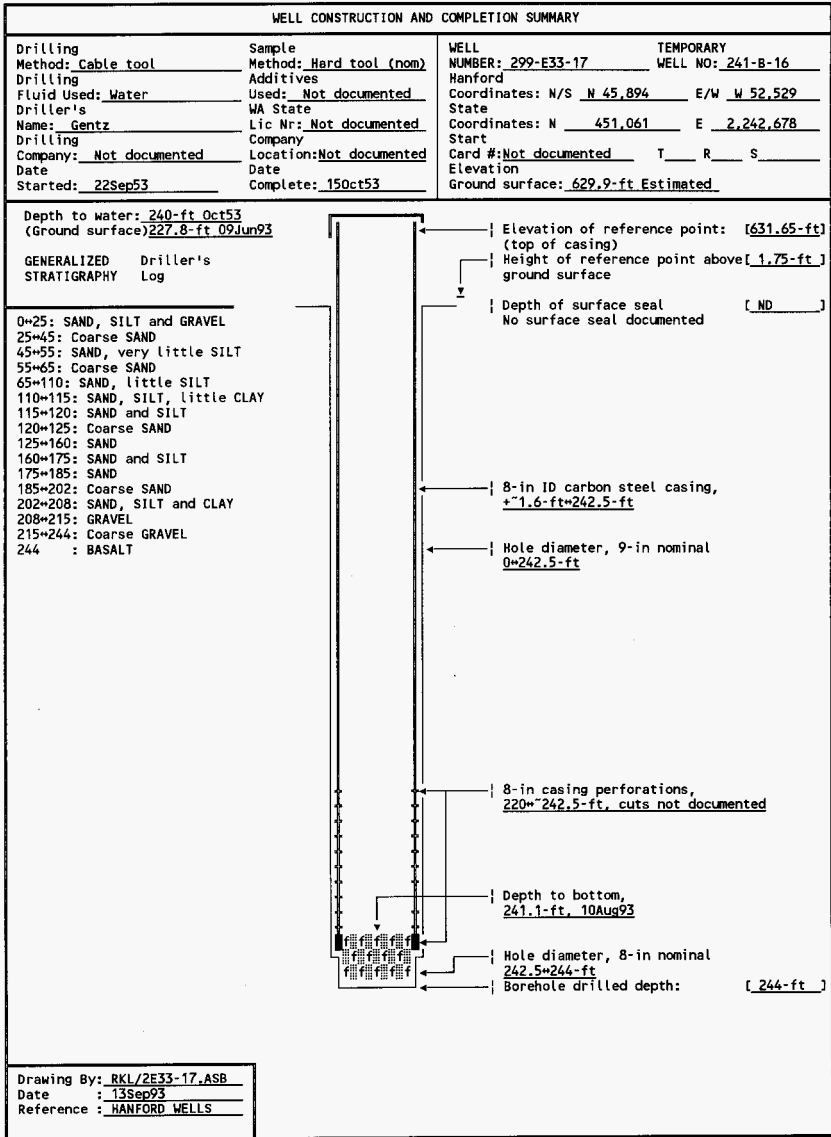 WELL CONSTRUCTION AND COMPLETION SUMMARY
Drilling
Method: Cable tool
Drilling
Fluid Used: Water
Driller's
Name: Gentz
Drilling
Company: Not documented
Date
Started: 22Sep53
Sample
Method: Hard tool (nom)
Additives
Used: Not documented
WA State
Lic Nr: Not documented
Company
Location:Not documented
Date
Complete: 15Oct53
WELL TEMPORARY
NUMBER: 299-E33-17 WELL NO: 241-B-16
Hanford
Coordinates: N/S N 45,894 E/W W 52,529
State
Coordinates: N 451,061 E 2,242,678
Start
Card #:Not documented T____ R____ S____
Elevation
Ground surface: 629.9-ft Estimated
Depth to water: 240-ft Oct53
(Ground surface)227.8-ft 09Jun93
GENERALIZED Driller's
STRATIGRAPHY Log
0↔25: SAND, SILT and GRAVEL
25↔45: Coarse SAND
45↔55: SAND, very little SILT
55↔65: Coarse SAND
65↔110: SAND, little SILT
110↔115: SAND, SILT, little CLAY
115↔120: SAND and SILT
120↔125: Coarse SAND
125↔160: SAND
160↔175: SAND and SILT
175↔185: SAND
185↔202: Coarse SAND
202↔208: SAND, SILT and CLAY
208↔215: GRAVEL
215↔244: Coarse GRAVEL
244 : BASALT
Elevation of reference point: [631.65-ft]
(top of casing)
Height of reference point above[ 1.75-ft ]
ground surface
Depth of surface seal [ ND ]
No surface seal documented
8-in ID carbon steel casing,
+~1.6-ft↔242.5-ft
Hole diameter, 9-in nominal
0↔242.5-ft
8-in casing perforations,
220↔~242.5-ft, cuts not documented
Depth to bottom,
241.1-ft, 10Aug93
f f f f f
f f f f
f f f f f
Hole diameter, 8-in nominal
242.5↔244-ft
Borehole drilled depth: [ 244-ft ]
Drawing By: RKL/2E33-17.ASB
Date : 13Sep93
Reference : HANFORD WELLS